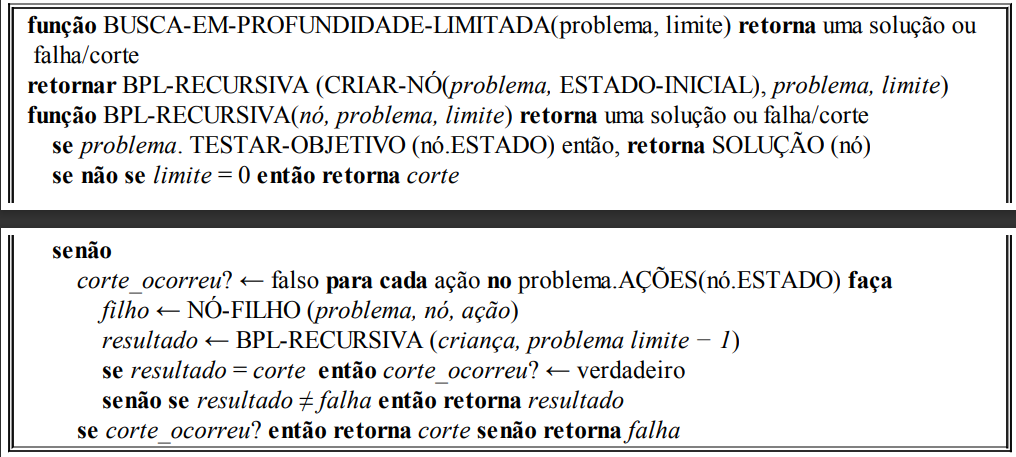 função BUSCA-EM-PROFUNDIDADE-LIMITADA(problema, limite) retorna uma solução ou
falha/corte
retornar BPL-RECURSIVA (CRIAR-NÓ(problema, ESTADO-INICIAL), problema, limite)
função BPL-RECURSIVA(nó, problema, limite) retorna uma solução ou falha/corte
se problema. TESTAR-OBJETIVO (nó.ESTADO) então, retorna SOLUÇÃO (nó)
se não se limite = 0 então retorna corte
senão
corte_ocorreu? ← falso para cada ação no problema.AÇÕES(nó.ESTADO) faça
filho ← NÓ-FILHO (problema, nó, ação)
resultado ← BPL-RECURSIVA (criança, problema limite − 1)
se resultado = corte então corte_ocorreu? ← verdadeiro
senão se resultado ≠ falha então retorna resultado
se corte_ocorreu? então retorna corte senão retorna falha